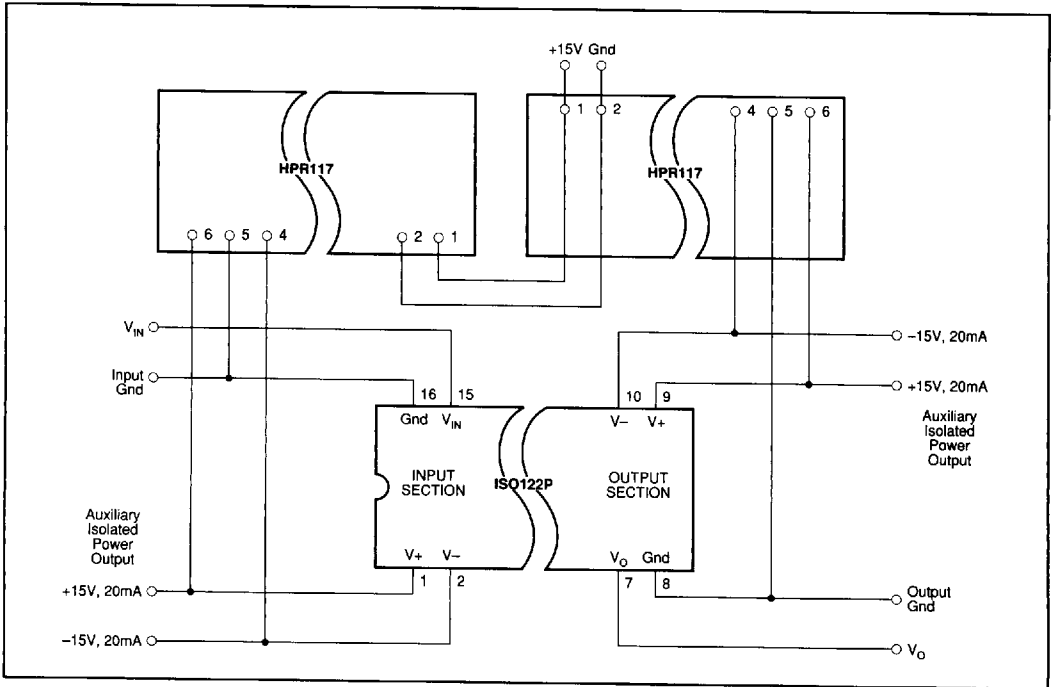 +15V Gnd
1 2 4 5 6
HPR117 HPR117
6 5 4 2 1
V_IN
–15V, 20mA
Input
Gnd
+15V, 20mA
16 15 10 9
Gnd V_IN V– V+
Auxiliary
Isolated
Power
Output
INPUT
SECTION
ISO122P
OUTPUT
SECTION
Auxiliary
Isolated
Power
Output
V+ V– V_O Gnd
1 2 7 8
+15V, 20mA
Output
Gnd
–15V, 20mA
V_O